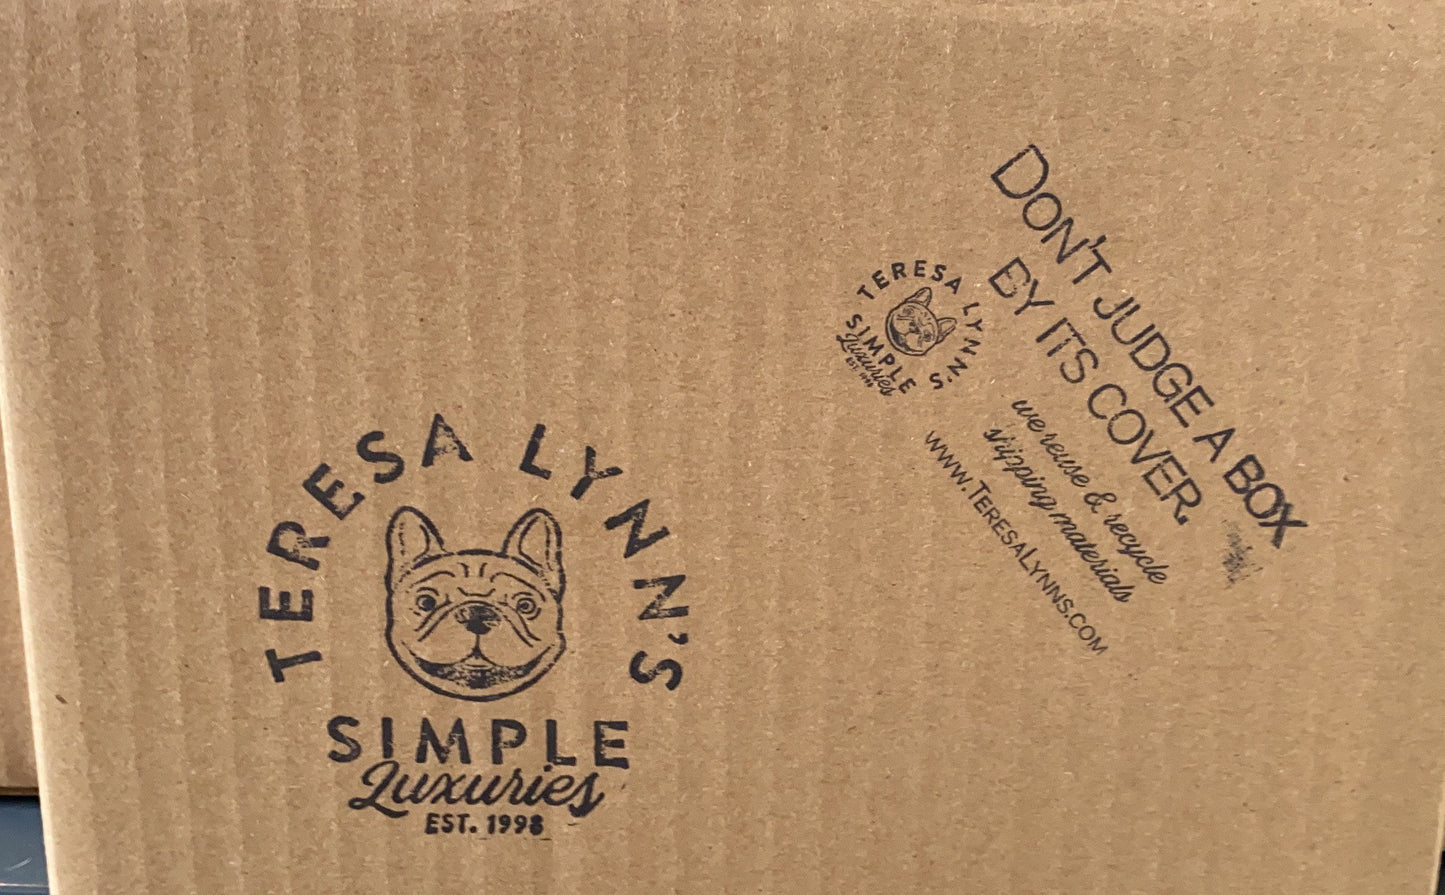 TERESA LYNN'S
SIMPLE
Luxuries
EST. 1998
DON'T JUDGE A BOX
BY ITS COVER.
TERESA LYNN'S
SIMPLE
Luxuries
EST. 1998
we reuse & recycle
shipping materials
WWW.TERESALYNNS.COM